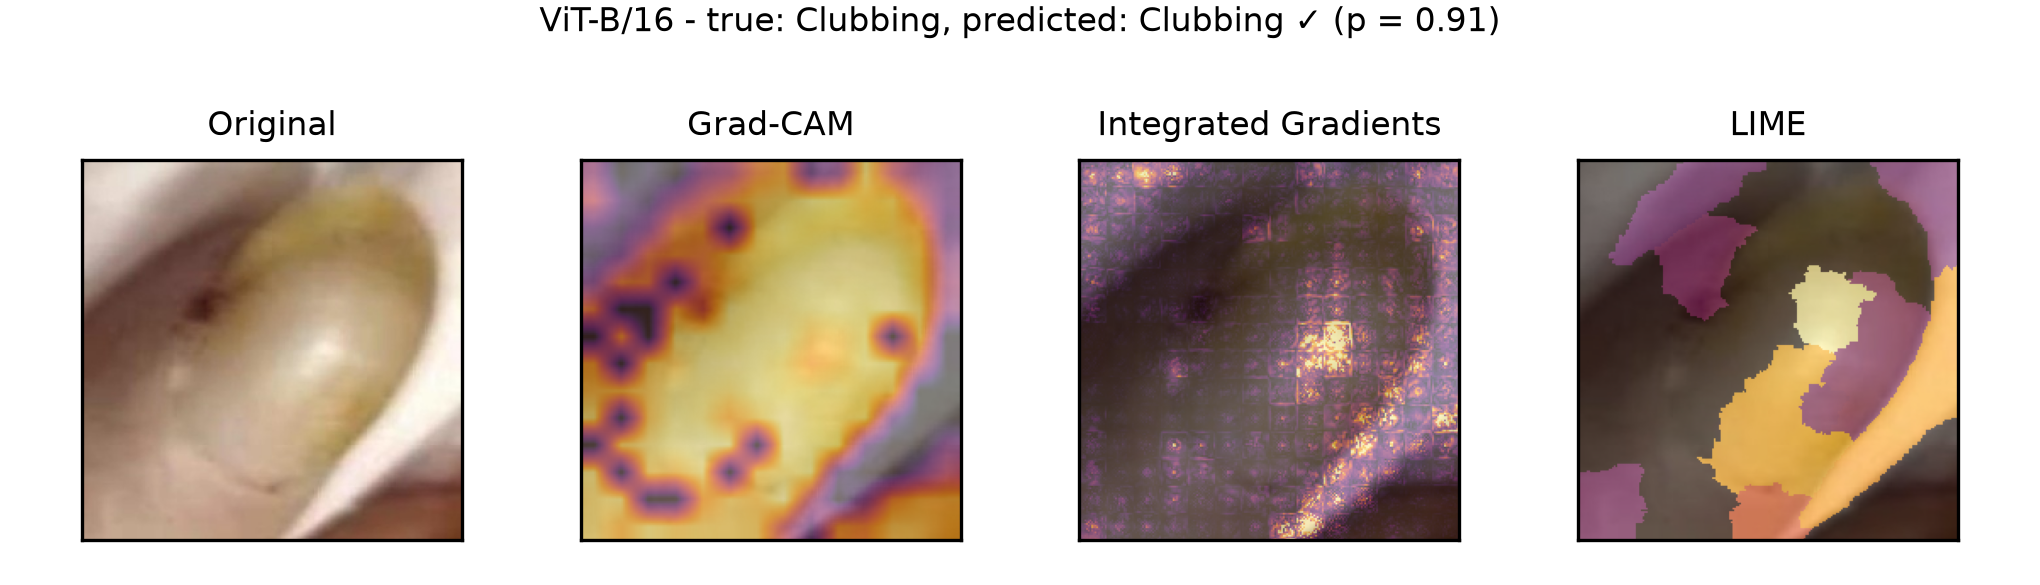 ViT-B/16 - true: Clubbing, predicted: Clubbing ✓ (p = 0.91)
Original
Grad-CAM
Integrated Gradients
LIME